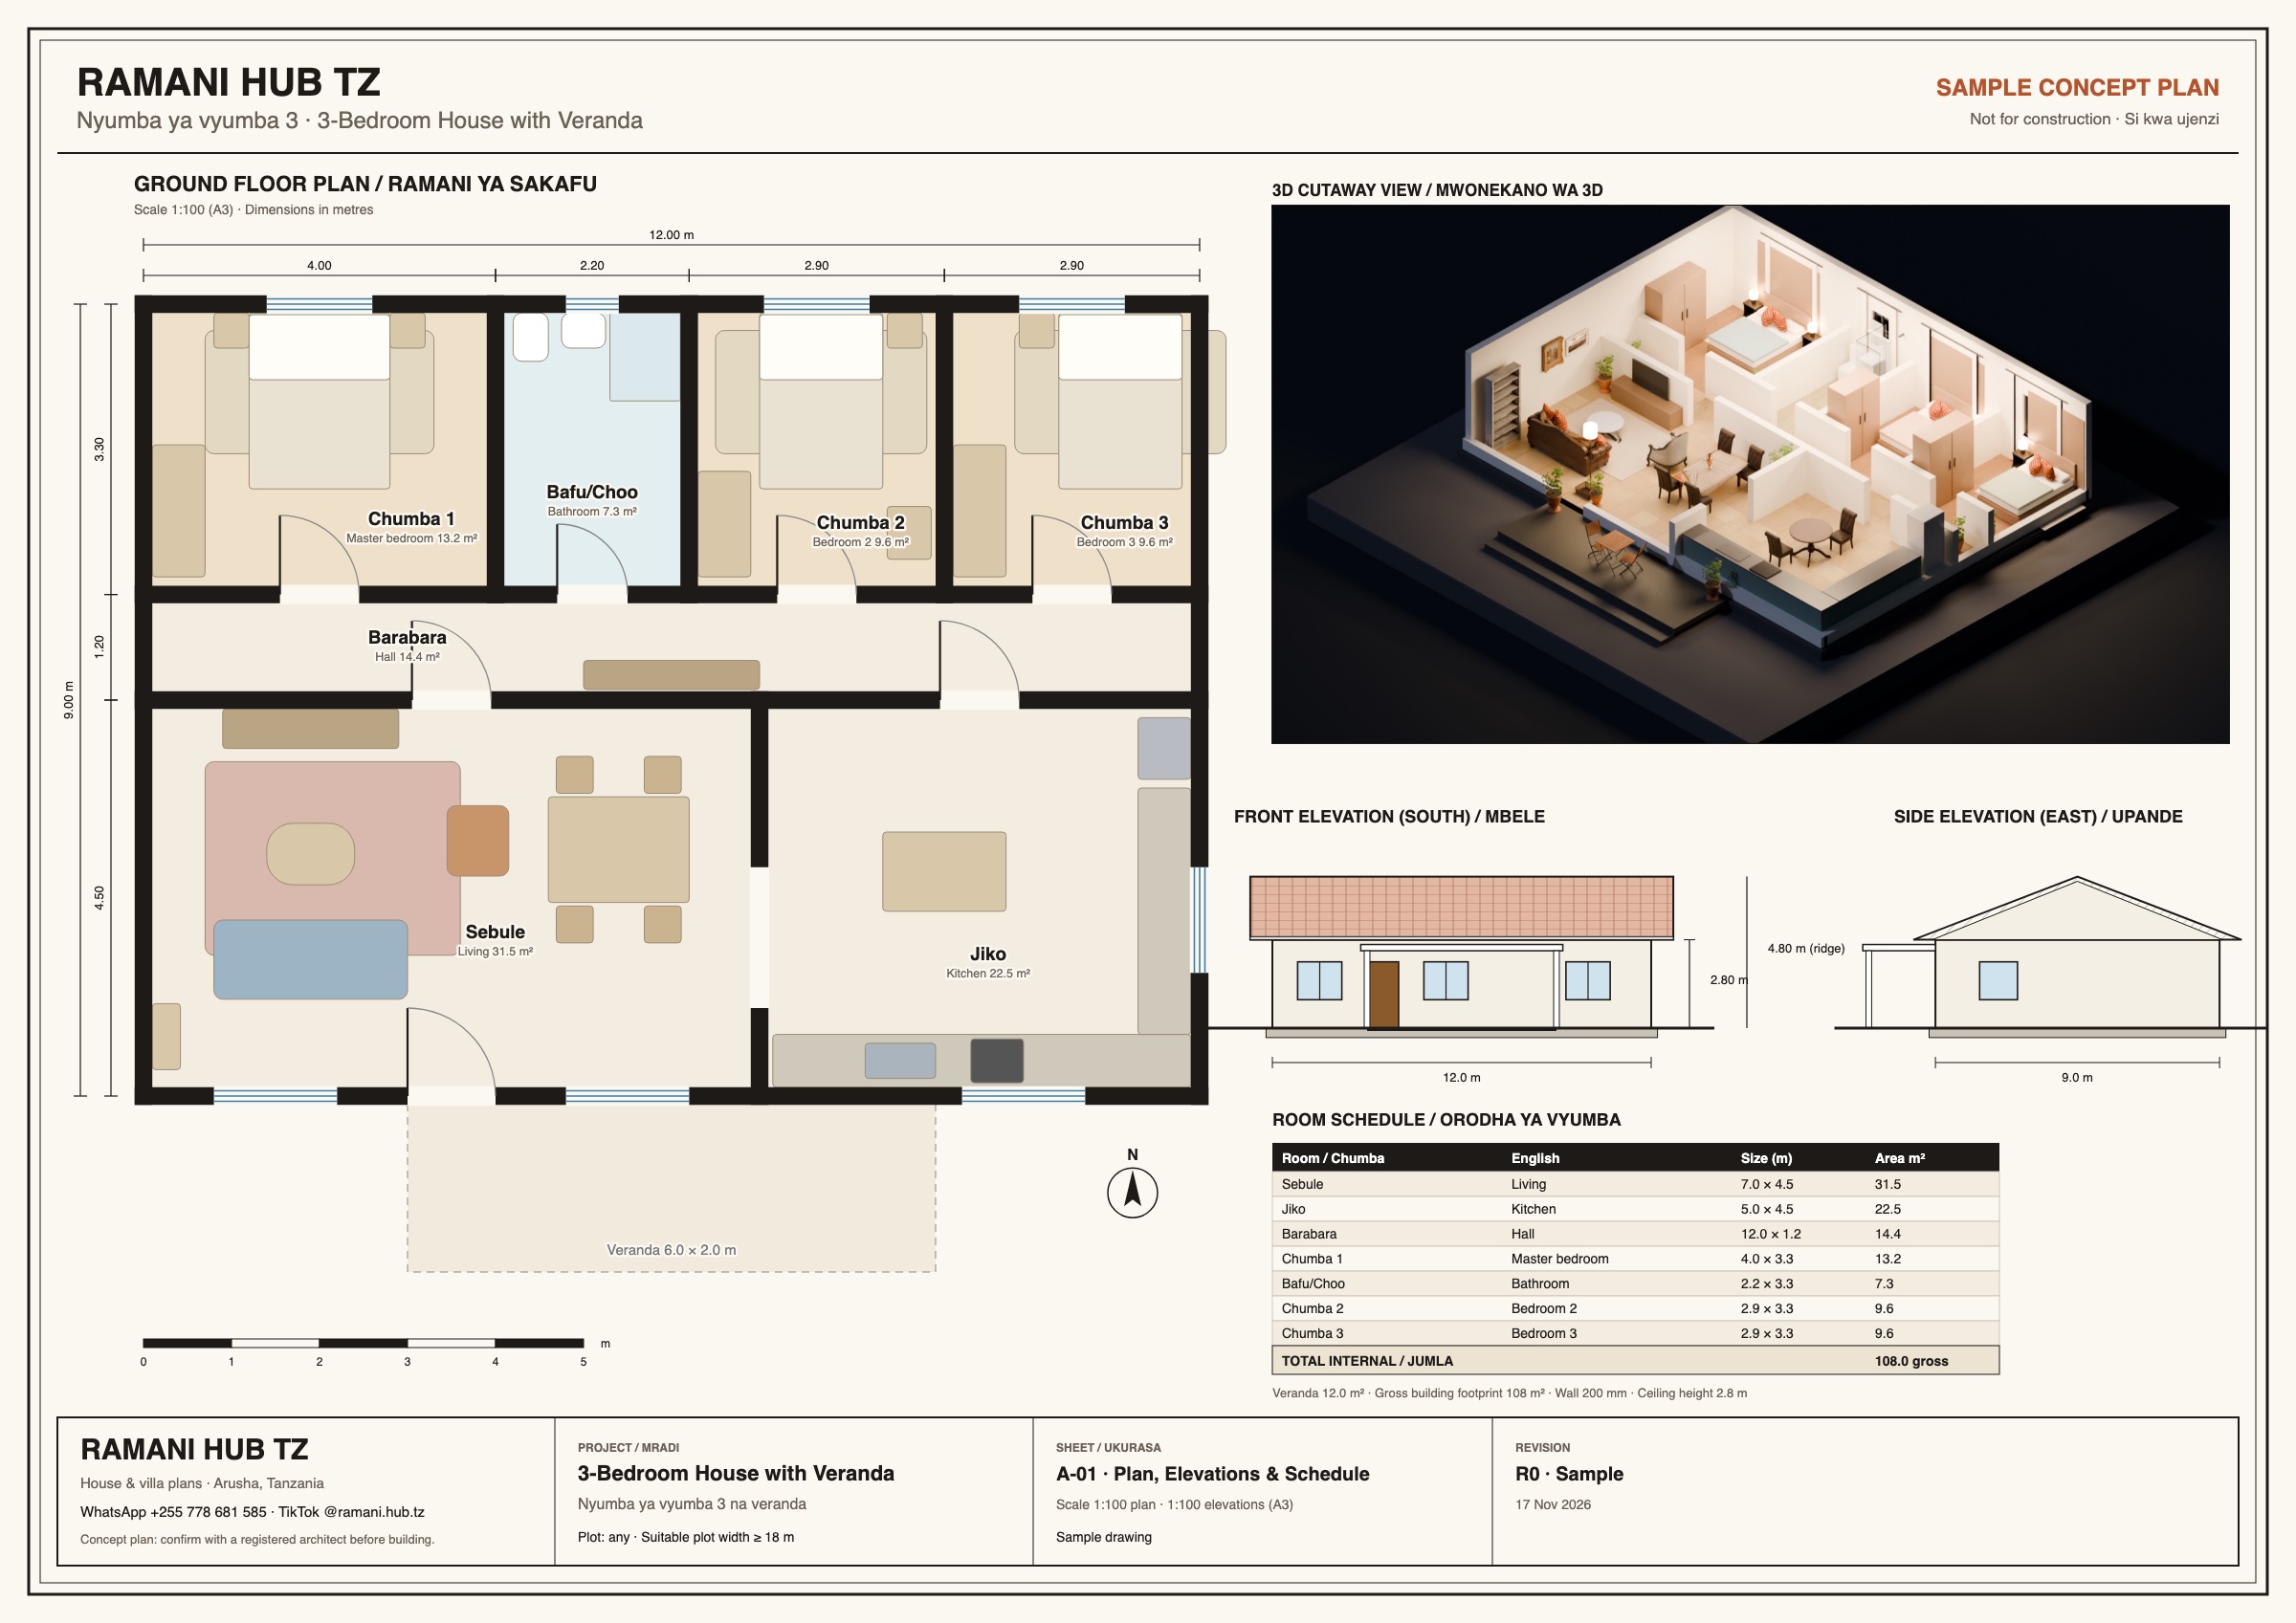 RAMANI HUB TZ
Nyumba ya vyumba 3 · 3-Bedroom House with Veranda
SAMPLE CONCEPT PLAN
Not for construction · Si kwa ujenzi
GROUND FLOOR PLAN / RAMANI YA SAKAFU
Scale 1:100 (A3) · Dimensions in metres
12.00 m
4.00
2.20
2.90
2.90
9.00 m
3.30
1.20
4.50
Chumba 1
Master bedroom 13.2 m²
Bafu/Choo
Bathroom 7.3 m²
Chumba 2
Bedroom 2 9.6 m²
Chumba 3
Bedroom 3 9.6 m²
Barabara
Hall 14.4 m²
Sebule
Living 31.5 m²
Jiko
Kitchen 22.5 m²
Veranda 6.0 × 2.0 m
N
0 1 2 3 4 5 m
3D CUTAWAY VIEW / MWONEKANO WA 3D
FRONT ELEVATION (SOUTH) / MBELE
2.80 m
4.80 m (ridge)
12.0 m
SIDE ELEVATION (EAST) / UPANDE
9.0 m
ROOM SCHEDULE / ORODHA YA VYUMBA
Room / Chumba English Size (m) Area m²
Sebule Living 7.0 × 4.5 31.5
Jiko Kitchen 5.0 × 4.5 22.5
Barabara Hall 12.0 × 1.2 14.4
Chumba 1 Master bedroom 4.0 × 3.3 13.2
Bafu/Choo Bathroom 2.2 × 3.3 7.3
Chumba 2 Bedroom 2 2.9 × 3.3 9.6
Chumba 3 Bedroom 3 2.9 × 3.3 9.6
TOTAL INTERNAL / JUMLA 108.0 gross
Veranda 12.0 m² · Gross building footprint 108 m² · Wall 200 mm · Ceiling height 2.8 m
RAMANI HUB TZ
House & villa plans · Arusha, Tanzania
WhatsApp +255 778 681 585 · TikTok @ramani.hub.tz
Concept plan: confirm with a registered architect before building.
PROJECT / MRADI
3-Bedroom House with Veranda
Nyumba ya vyumba 3 na veranda
Plot: any · Suitable plot width ≥ 18 m
SHEET / UKURASA
A-01 · Plan, Elevations & Schedule
Scale 1:100 plan · 1:100 elevations (A3)
Sample drawing
REVISION
R0 · Sample
17 Nov 2026